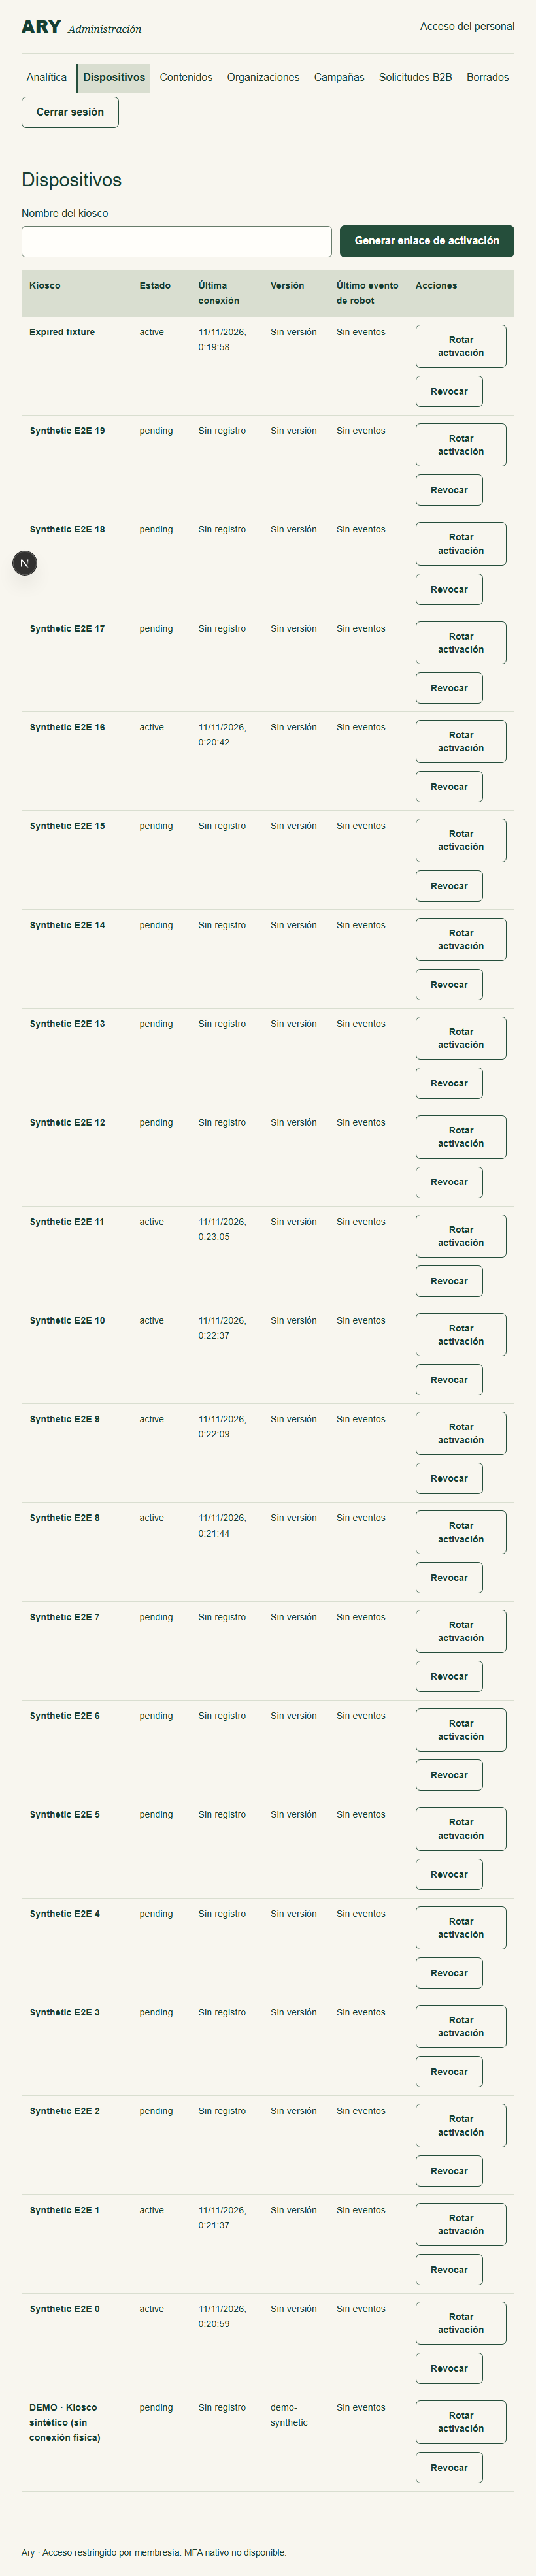 ARY Administración
Acceso del personal
Analítica Dispositivos Contenidos Organizaciones Campañas Solicitudes B2B Borrados
Cerrar sesión
Dispositivos
Nombre del kiosco
Generar enlace de activación
Kiosco Estado Última conexión Versión Último evento de robot Acciones
Expired fixture active 11/11/2026, 0:19:58 Sin versión Sin eventos Rotar activación
Revocar
Synthetic E2E 19 pending Sin registro Sin versión Sin eventos Rotar activación
Revocar
Synthetic E2E 18 pending Sin registro Sin versión Sin eventos Rotar activación
N
Revocar
Synthetic E2E 17 pending Sin registro Sin versión Sin eventos Rotar activación
Revocar
Synthetic E2E 16 active 11/11/2026, 0:20:42 Sin versión Sin eventos Rotar activación
Revocar
Synthetic E2E 15 pending Sin registro Sin versión Sin eventos Rotar activación
Revocar
Synthetic E2E 14 pending Sin registro Sin versión Sin eventos Rotar activación
Revocar
Synthetic E2E 13 pending Sin registro Sin versión Sin eventos Rotar activación
Revocar
Synthetic E2E 12 pending Sin registro Sin versión Sin eventos Rotar activación
Revocar
Synthetic E2E 11 active 11/11/2026, 0:23:05 Sin versión Sin eventos Rotar activación
Revocar
Synthetic E2E 10 active 11/11/2026, 0:22:37 Sin versión Sin eventos Rotar activación
Revocar
Synthetic E2E 9 active 11/11/2026, 0:22:09 Sin versión Sin eventos Rotar activación
Revocar
Synthetic E2E 8 active 11/11/2026, 0:21:44 Sin versión Sin eventos Rotar activación
Revocar
Synthetic E2E 7 pending Sin registro Sin versión Sin eventos Rotar activación
Revocar
Synthetic E2E 6 pending Sin registro Sin versión Sin eventos Rotar activación
Revocar
Synthetic E2E 5 pending Sin registro Sin versión Sin eventos Rotar activación
Revocar
Synthetic E2E 4 pending Sin registro Sin versión Sin eventos Rotar activación
Revocar
Synthetic E2E 3 pending Sin registro Sin versión Sin eventos Rotar activación
Revocar
Synthetic E2E 2 pending Sin registro Sin versión Sin eventos Rotar activación
Revocar
Synthetic E2E 1 active 11/11/2026, 0:21:37 Sin versión Sin eventos Rotar activación
Revocar
Synthetic E2E 0 active 11/11/2026, 0:20:59 Sin versión Sin eventos Rotar activación
Revocar
DEMO · Kiosco sintético (sin conexión física) pending Sin registro demo-synthetic Sin eventos Rotar activación
Revocar
Ary · Acceso restringido por membresía. MFA nativo no disponible.